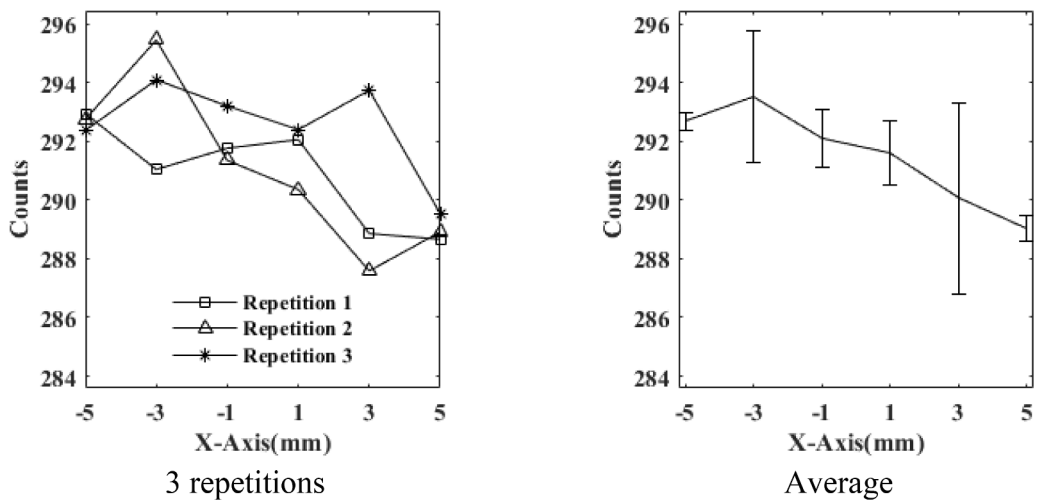 296
294
292
290
288
286
284
Counts
Repetition 1
Repetition 2
Repetition 3
-5 -3 -1 1 3 5
X-Axis(mm)
3 repetitions
296
294
292
290
288
286
284
Counts
-5 -3 -1 1 3 5
X-Axis(mm)
Average